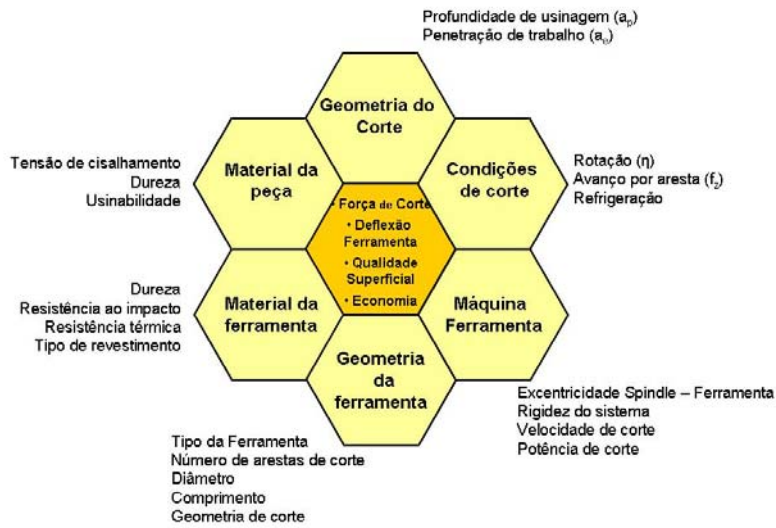 Profundidade de usinagem (aₚ)
Penetração de trabalho (aₑ)
Geometria do
Corte
Tensão de cisalhamento
Dureza
Usinabilidade
Material da
peça
Condições
de corte
Rotação (η)
Avanço por aresta (f_z)
Refrigeração
• Força de Corte
• Deflexão
Ferramenta
• Qualidade
Superficial
• Economia
Dureza
Resistência ao impacto
Resistência térmica
Tipo de revestimento
Material da
ferramenta
Máquina
Ferramenta
Geometria
da
ferramenta
Excentricidade Spindle – Ferramenta
Rigidez do sistema
Velocidade de corte
Potência de corte
Tipo da Ferramenta
Número de arestas de corte
Diâmetro
Comprimento
Geometria de corte